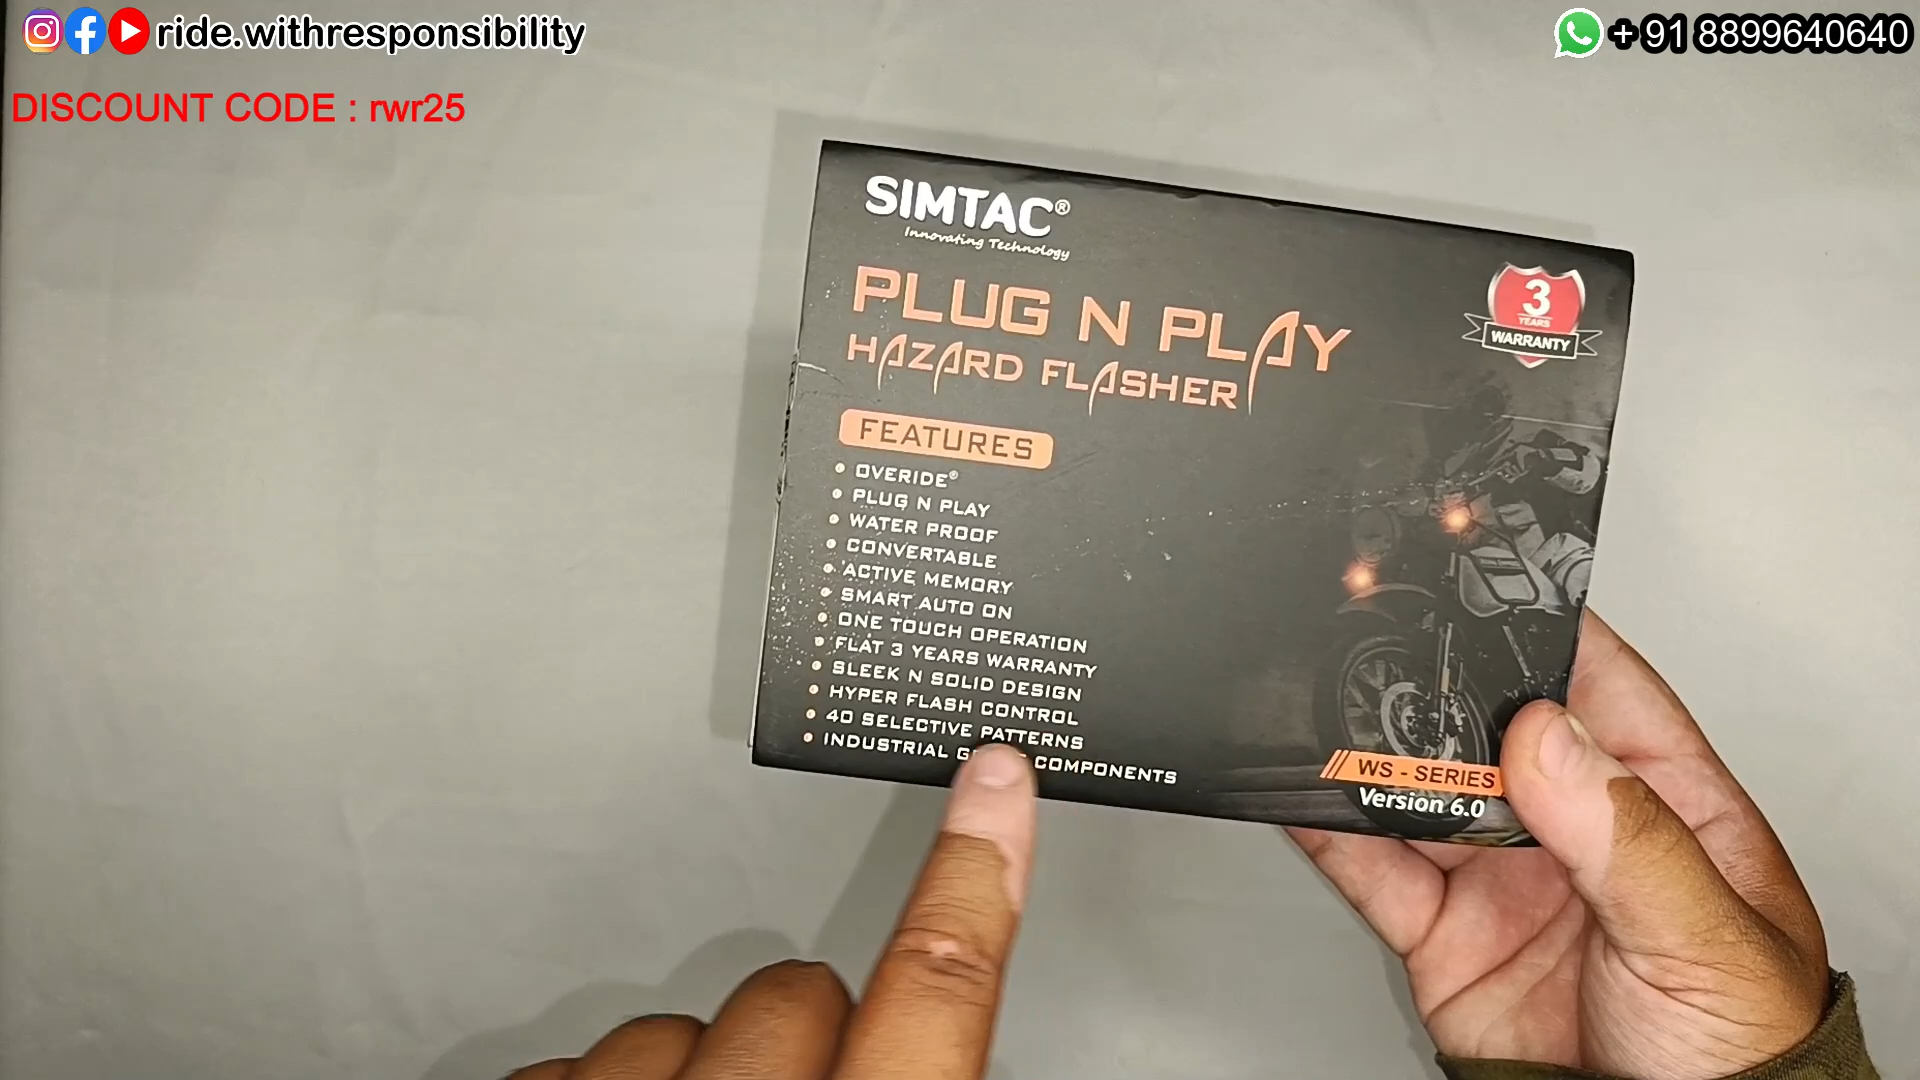 ride.withresponsibility
+91 8899640640
DISCOUNT CODE : rwr25
SIMTAC®
Innovating Technology
PLUG N PLAY
HAZARD FLASHER
3
YEARS
WARRANTY
FEATURES
OVERIDE®
PLUG N PLAY
WATER PROOF
CONVERTABLE
ACTIVE MEMORY
SMART AUTO ON
ONE TOUCH OPERATION
FLAT 3 YEARS WARRANTY
SLEEK N SOLID DESIGN
HYPER FLASH CONTROL
40 SELECTIVE PATTERNS
INDUSTRIAL COMPONENTS
WS - SERIES
Version 6.0